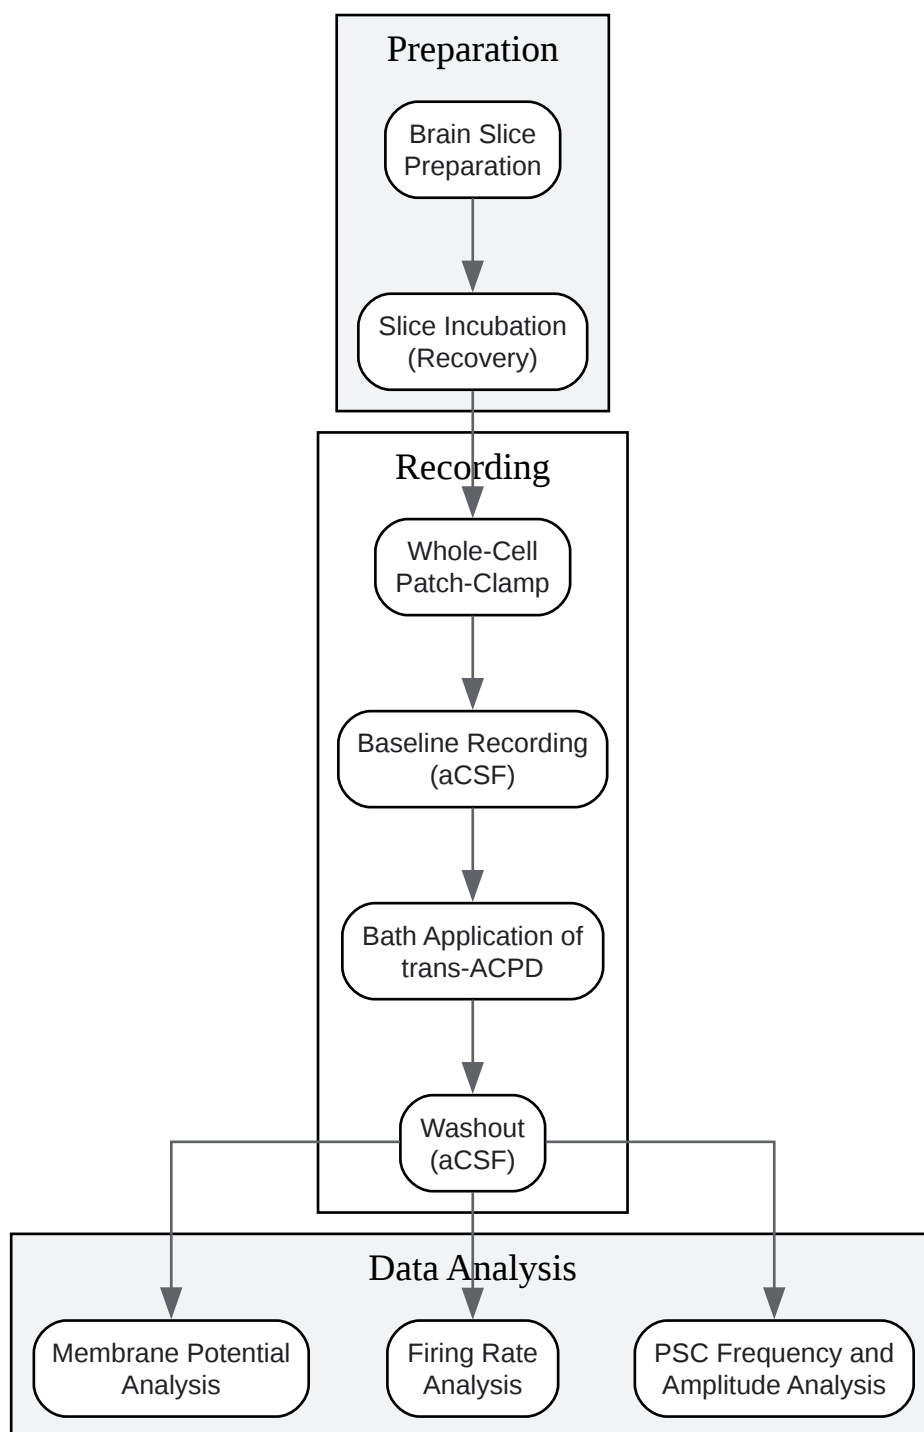 Preparation
Brain Slice
Preparation
Slice Incubation
(Recovery)
Recording
Whole-Cell
Patch-Clamp
Baseline Recording
(aCSF)
Bath Application of
trans-ACPD
Washout
(aCSF)
Data Analysis
Membrane Potential
Analysis
Firing Rate
Analysis
PSC Frequency and
Amplitude Analysis